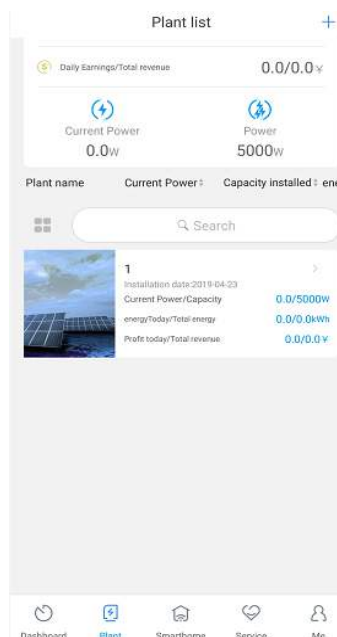 Plant list +
Daily Earnings/Total revenue 0.0/0.0¥
Current Power Power
0.0W 5000W
Plant name Current Power Capacity installed ene
Search
1
Installation date:2019-04-23
Current Power/Capacity 0.0/5000W
energyToday/Total energy 0.0/0.0kWh
Profit today/Total revenue 0.0/0.0¥
Dashboard Plant Smarthome Service Me